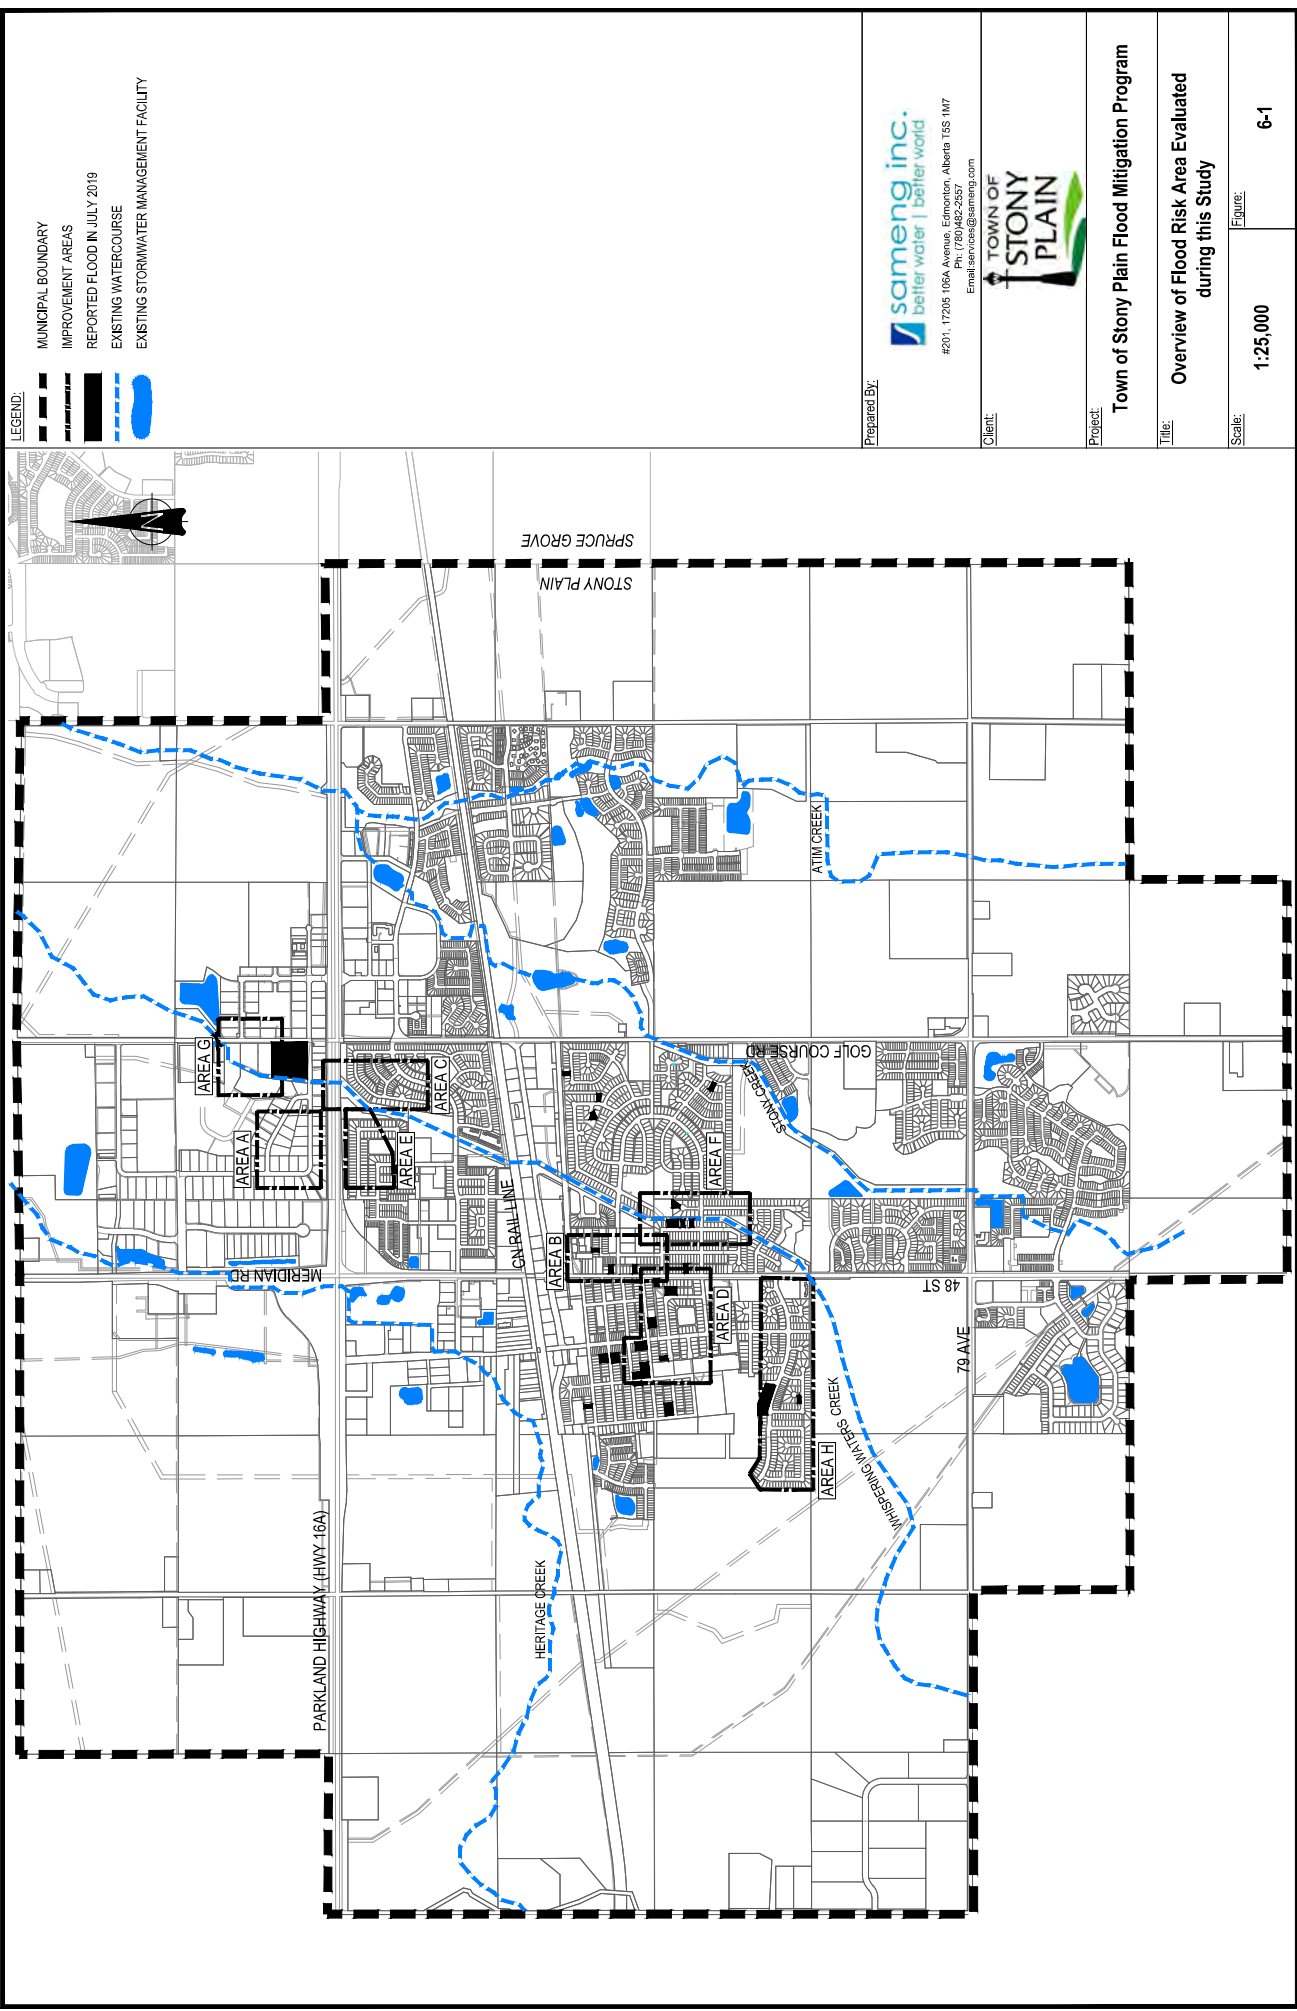 LEGEND:
MUNICIPAL BOUNDARY
IMPROVEMENT AREAS
REPORTED FLOOD IN JULY 2019
EXISTING WATERCOURSE
EXISTING STORMWATER MANAGEMENT FACILITY
N
SPRUCE GROVE
STONY PLAIN
ATIM CREEK
AREA G
AREA A
AREA C
AREA E
AREA F
AREA B
AREA D
AREA H
GOLF COURSE RD
STONY CREEK
CN RAIL LINE
MERIDIAN RD
48 ST
79 AVE
WHISPERING WATERS CREEK
HERITAGE CREEK
PARKLAND HIGHWAY (HWY 16A)
Prepared By:
sameng inc.
better water | better world
#201, 17205 106A Avenue, Edmonton, Alberta T5S 1M7
Ph: (780)482-2557
Email:services@sameng.com
Client:
TOWN OF
STONY
PLAIN
Project:
Town of Stony Plain Flood Mitigation Program
Title:
Overview of Flood Risk Area Evaluated
during this Study
Scale:
1:25,000
Figure:
6-1